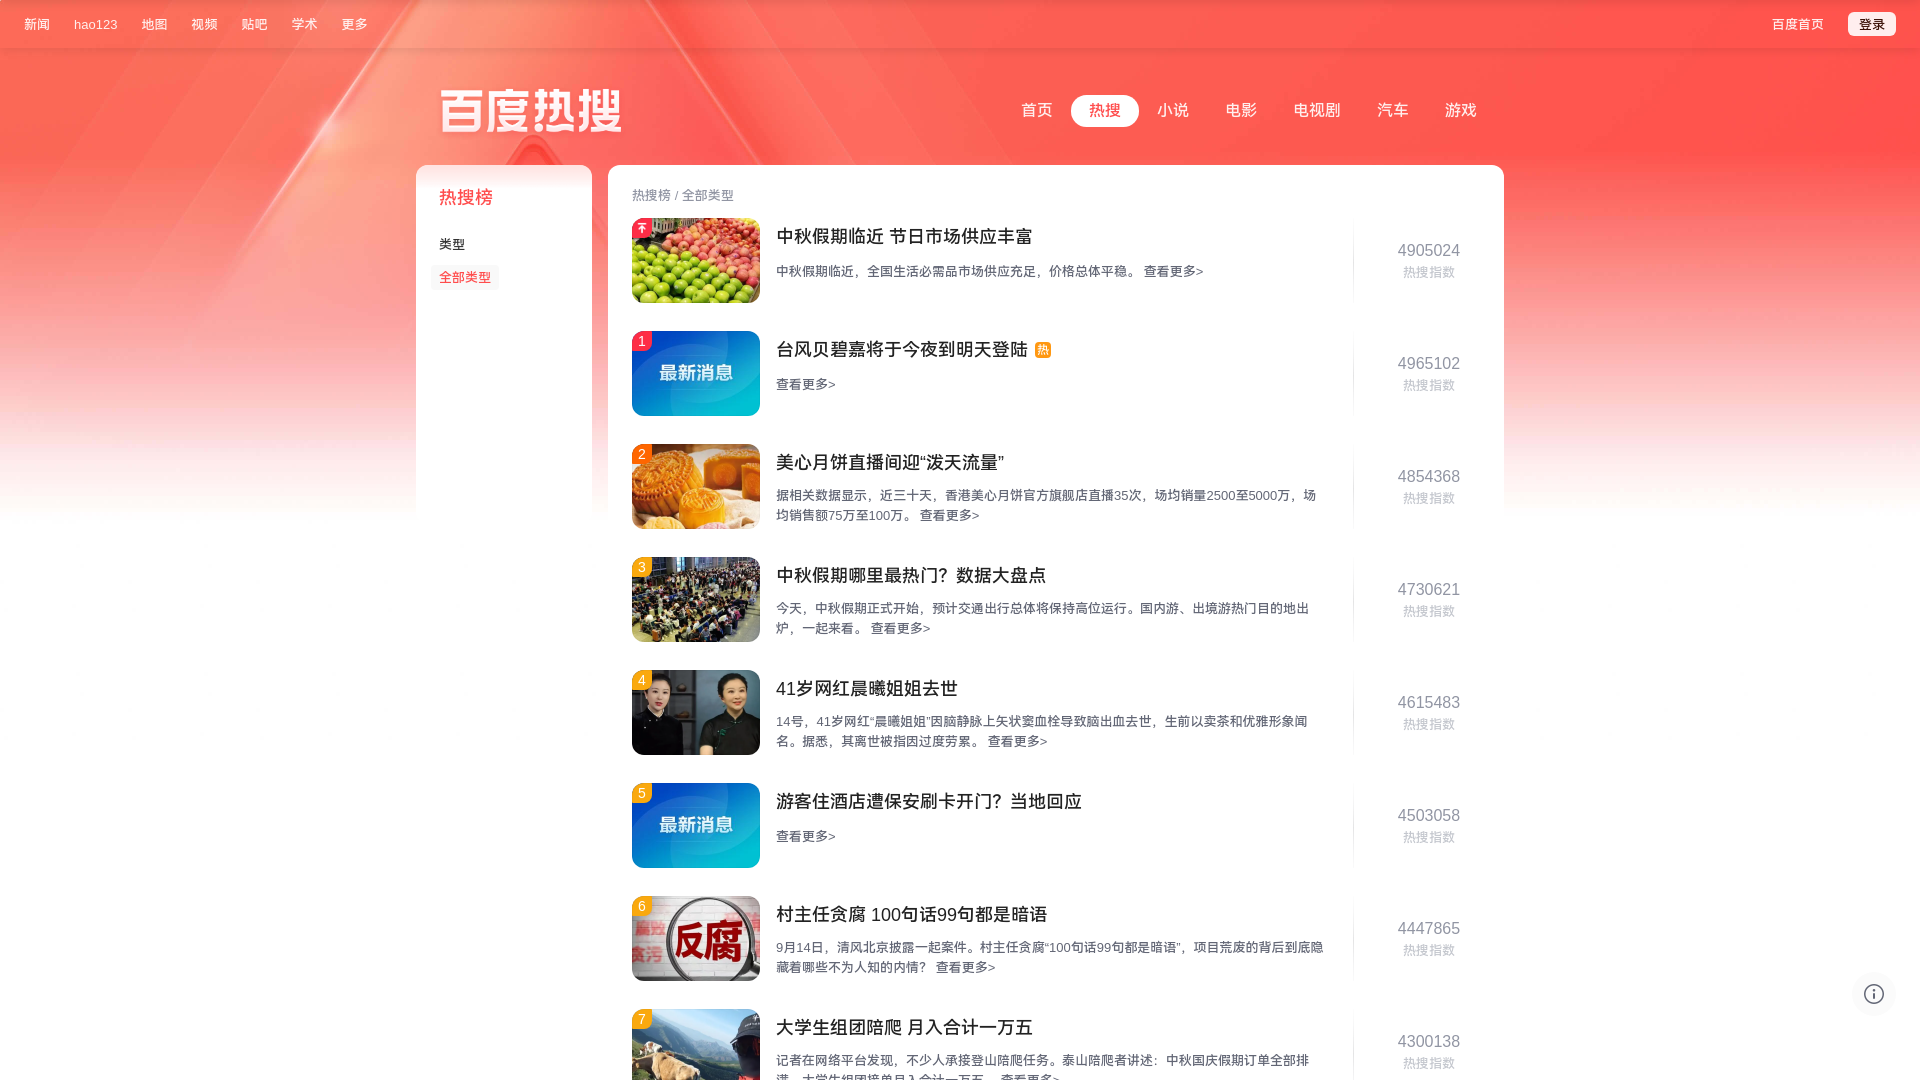 新闻 hao123 地图 视频 贴吧 学术 更多 百度首页 登录
百度热搜
首页 热搜 小说 电影 电视剧 汽车 游戏
热搜榜
类型
全部类型
热搜榜 / 全部类型
中秋假期临近 节日市场供应丰富
中秋假期临近，全国生活必需品市场供应充足，价格总体平稳。 查看更多>
4905024
热搜指数
1
最新消息
台风贝碧嘉将于今夜到明天登陆 热
查看更多>
4965102
热搜指数
2
美心月饼直播间迎“泼天流量”
据相关数据显示，近三十天，香港美心月饼官方旗舰店直播35次，场均销量2500至5000万，场
均销售额75万至100万。 查看更多>
4854368
热搜指数
3
中秋假期哪里最热门？数据大盘点
今天，中秋假期正式开始，预计交通出行总体将保持高位运行。国内游、出境游热门目的地出
炉，一起来看。 查看更多>
4730621
热搜指数
4
41岁网红晨曦姐姐去世
14号，41岁网红“晨曦姐姐”因脑静脉上矢状窦血栓导致脑出血去世，生前以卖茶和优雅形象闻
名。据悉，其离世被指因过度劳累。 查看更多>
4615483
热搜指数
5
最新消息
游客住酒店遭保安刷卡开门？当地回应
查看更多>
4503058
热搜指数
6
反腐
村主任贪腐 100句话99句都是暗语
9月14日，清风北京披露一起案件。村主任贪腐“100句话99句都是暗语”，项目荒废的背后到底隐
藏着哪些不为人知的内情？ 查看更多>
4447865
热搜指数
7
大学生组团陪爬 月入合计一万五
记者在网络平台发现，不少人承接登山陪爬任务。泰山陪爬者讲述：中秋国庆假期订单全部排
满，大学生组团接单月入合计一万五。 查看更多>
4300138
热搜指数